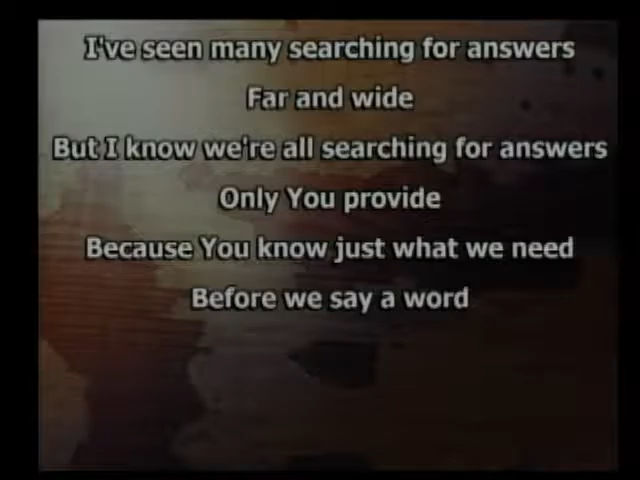 I've seen many searching for answers
Far and wide
But I know we're all searching for answers
Only You provide
Because You know just what we need
Before we say a word